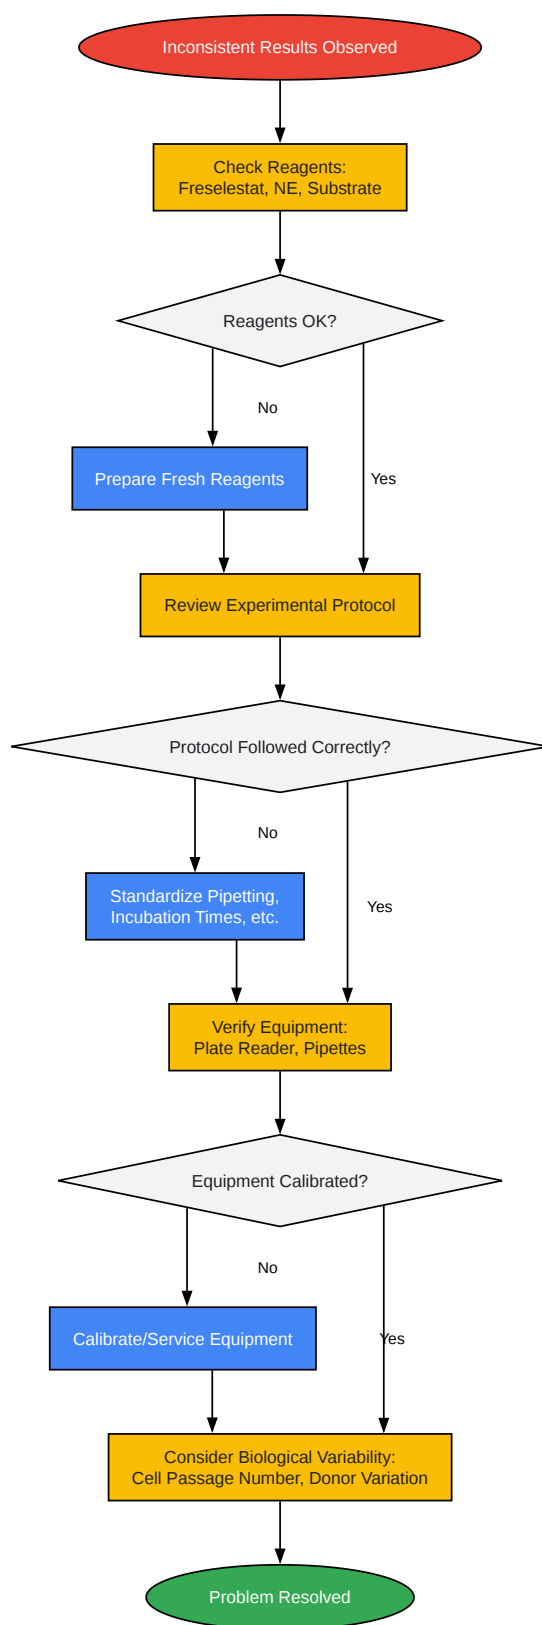 Inconsistent Results Observed
Check Reagents:
Freselestat, NE, Substrate
Reagents OK?
No
Prepare Fresh Reagents
Yes
Review Experimental Protocol
Protocol Followed Correctly?
No
Standardize Pipetting,
Incubation Times, etc.
Yes
Verify Equipment:
Plate Reader, Pipettes
Equipment Calibrated?
No
Calibrate/Service Equipment
Yes
Consider Biological Variability:
Cell Passage Number, Donor Variation
Problem Resolved